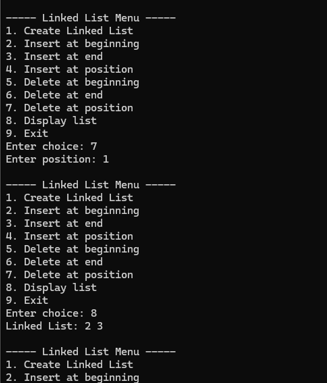 ----- Linked List Menu -----
1. Create Linked List
2. Insert at beginning
3. Insert at end
4. Insert at position
5. Delete at beginning
6. Delete at end
7. Delete at position
8. Display list
9. Exit
Enter choice: 7
Enter position: 1
----- Linked List Menu -----
1. Create Linked List
2. Insert at beginning
3. Insert at end
4. Insert at position
5. Delete at beginning
6. Delete at end
7. Delete at position
8. Display list
9. Exit
Enter choice: 8
Linked List: 2 3
----- Linked List Menu -----
1. Create Linked List
2. Insert at beginning